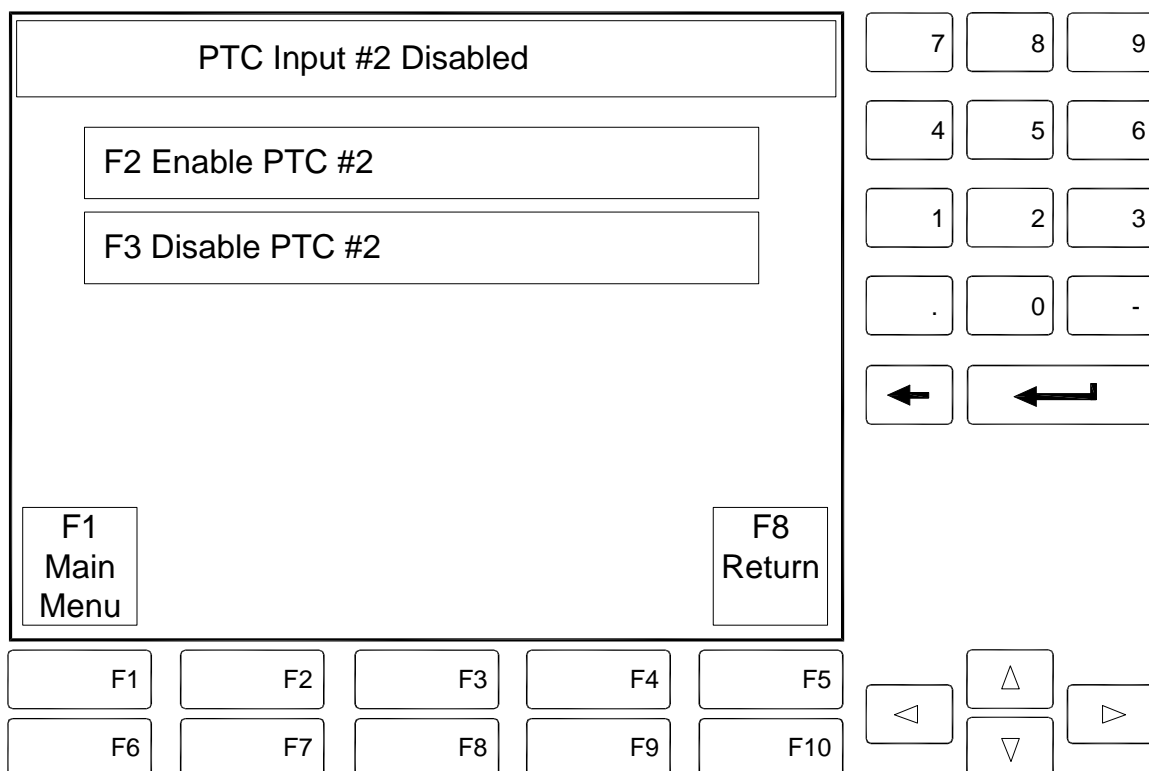 PTC Input #2 Disabled
F2 Enable PTC #2
F3 Disable PTC #2
F1
Main
Menu
F8
Return
F1 F2 F3 F4 F5
F6 F7 F8 F9 F10
7 8 9
4 5 6
1 2 3
. 0 -